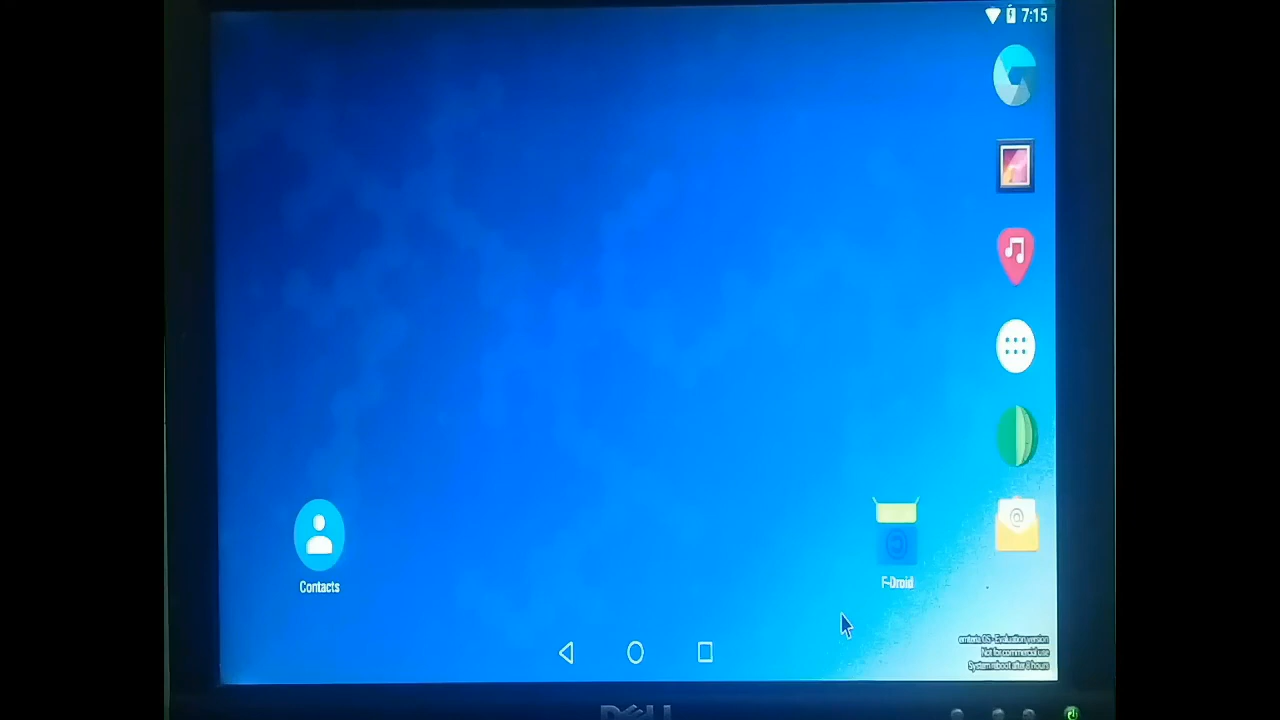 7:15
Contacts
F-Droid
emteria OS - Evaluation version
Not for commercial use
System reboot after 8 hours
DELL